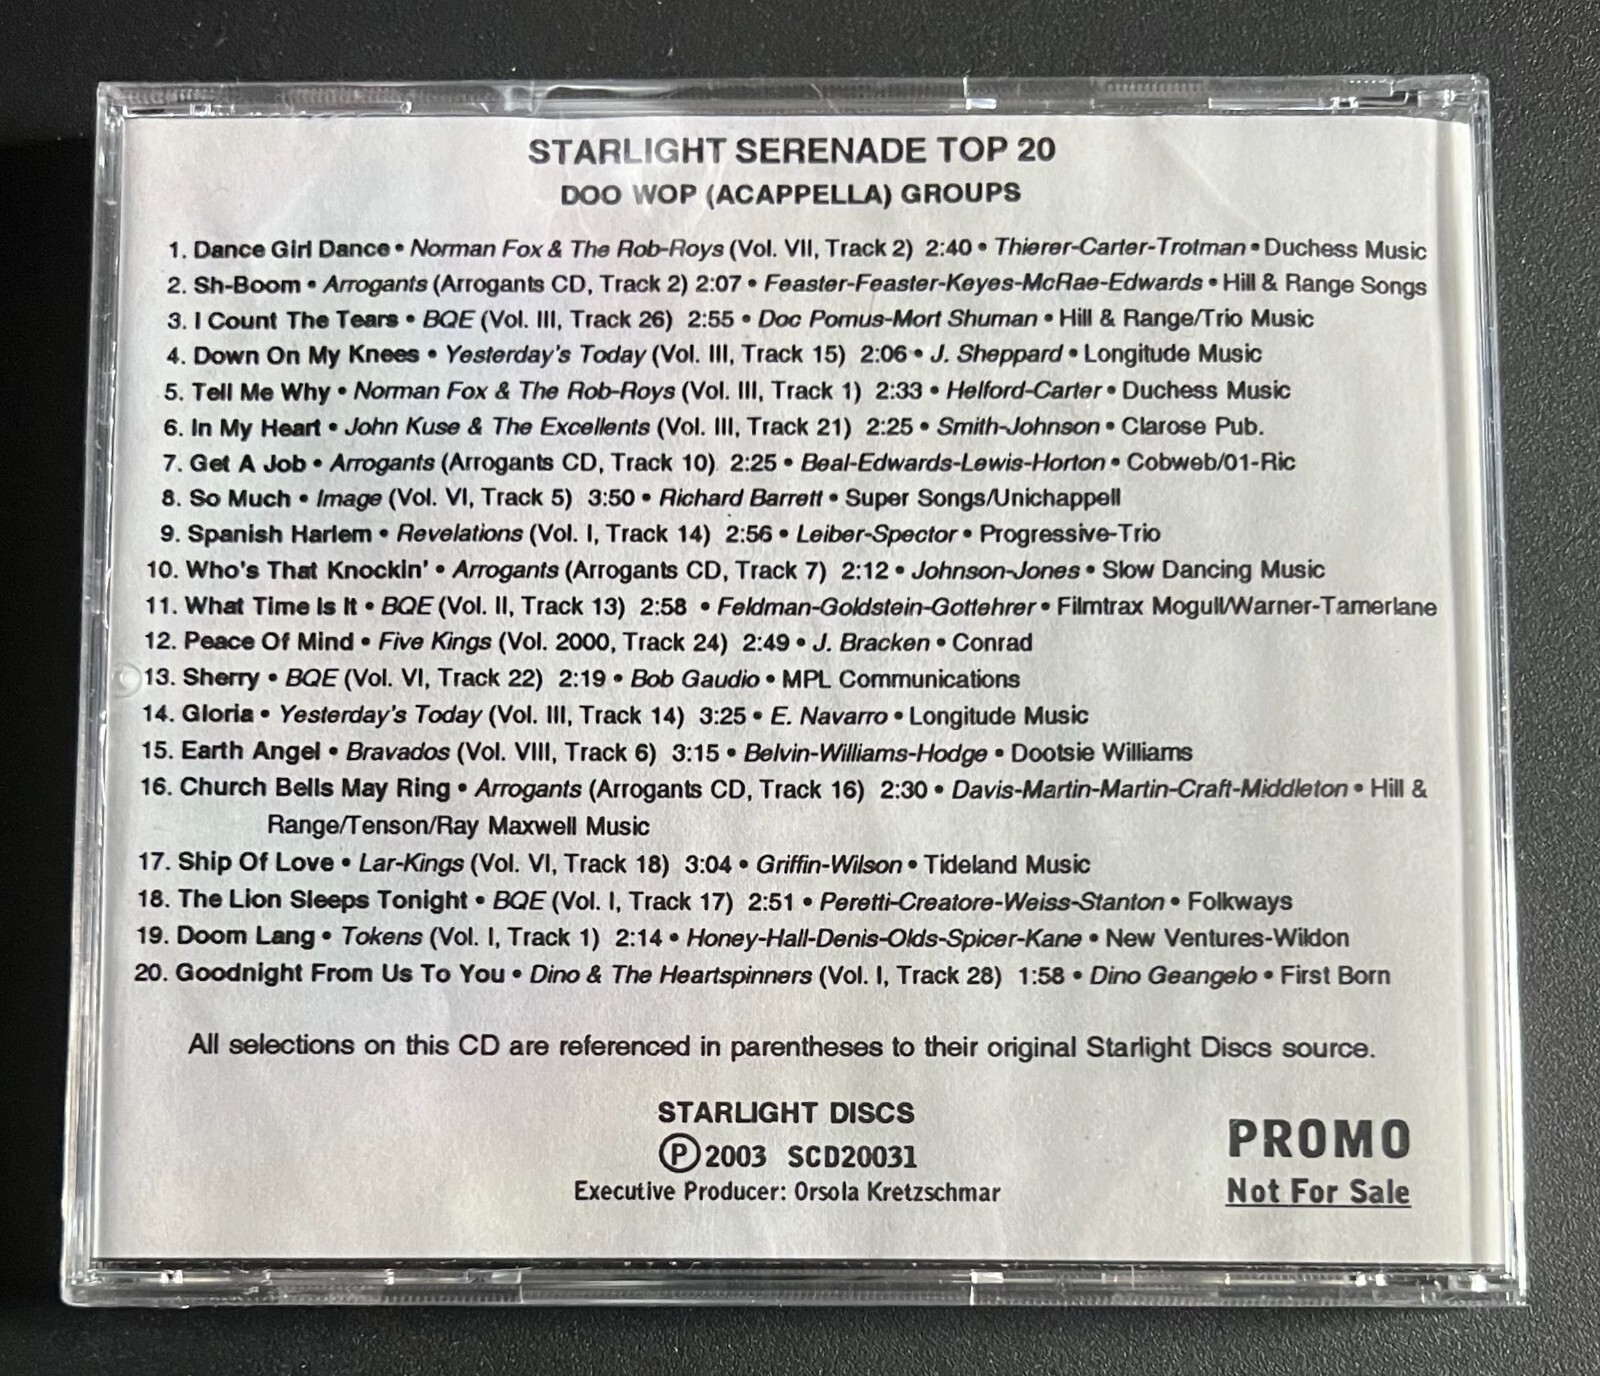 STARLIGHT SERENADE TOP 20
DOO WOP (ACAPPELLA) GROUPS
1. Dance Girl Dance • Norman Fox & The Rob-Roys (Vol. VII, Track 2) 2:40 • Thierer-Carter-Trotman • Duchess Music
2. Sh-Boom • Arrogants (Arrogants CD, Track 2) 2:07 • Feaster-Feaster-Keyes-McRae-Edwards • Hill & Range Songs
3. I Count The Tears • BQE (Vol. III, Track 26) 2:55 • Doc Pomus-Mort Shuman • Hill & Range/Trio Music
4. Down On My Knees • Yesterday's Today (Vol. III, Track 15) 2:06 • J. Sheppard • Longitude Music
5. Tell Me Why • Norman Fox & The Rob-Roys (Vol. III, Track 1) 2:33 • Helford-Carter • Duchess Music
6. In My Heart • John Kuse & The Excellents (Vol. III, Track 21) 2:25 • Smith-Johnson • Clarose Pub.
7. Get A Job • Arrogants (Arrogants CD, Track 10) 2:25 • Beal-Edwards-Lewis-Horton • Cobweb/01-Ric
8. So Much • Image (Vol. VI, Track 5) 3:50 • Richard Barrett • Super Songs/Unichappell
9. Spanish Harlem • Revelations (Vol. I, Track 14) 2:56 • Leiber-Spector • Progressive-Trio
10. Who's That Knockin' • Arrogants (Arrogants CD, Track 7) 2:12 • Johnson-Jones • Slow Dancing Music
11. What Time Is It • BQE (Vol. II, Track 13) 2:58 • Feldman-Goldstein-Gottehrer • Filmtrax Mogull/Warner-Tamerlane
12. Peace Of Mind • Five Kings (Vol. 2000, Track 24) 2:49 • J. Bracken • Conrad
13. Sherry • BQE (Vol. VI, Track 22) 2:19 • Bob Gaudio • MPL Communications
14. Gloria • Yesterday's Today (Vol. III, Track 14) 3:25 • E. Navarro • Longitude Music
15. Earth Angel • Bravados (Vol. VIII, Track 6) 3:15 • Belvin-Williams-Hodge • Dootsie Williams
16. Church Bells May Ring • Arrogants (Arrogants CD, Track 16) 2:30 • Davis-Martin-Martin-Craft-Middleton • Hill &
Range/Tenson/Ray Maxwell Music
17. Ship Of Love • Lar-Kings (Vol. VI, Track 18) 3:04 • Griffin-Wilson • Tideland Music
18. The Lion Sleeps Tonight • BQE (Vol. I, Track 17) 2:51 • Peretti-Creatore-Weiss-Stanton • Folkways
19. Doom Lang • Tokens (Vol. I, Track 1) 2:14 • Honey-Hall-Denis-Olds-Spicer-Kane • New Ventures-Wildon
20. Goodnight From Us To You • Dino & The Heartspinners (Vol. I, Track 28) 1:58 • Dino Geangelo • First Born
All selections on this CD are referenced in parentheses to their original Starlight Discs source.
STARLIGHT DISCS
Ⓟ2003 SCD20031
Executive Producer: Orsola Kretzschmar
PROMO
Not For Sale